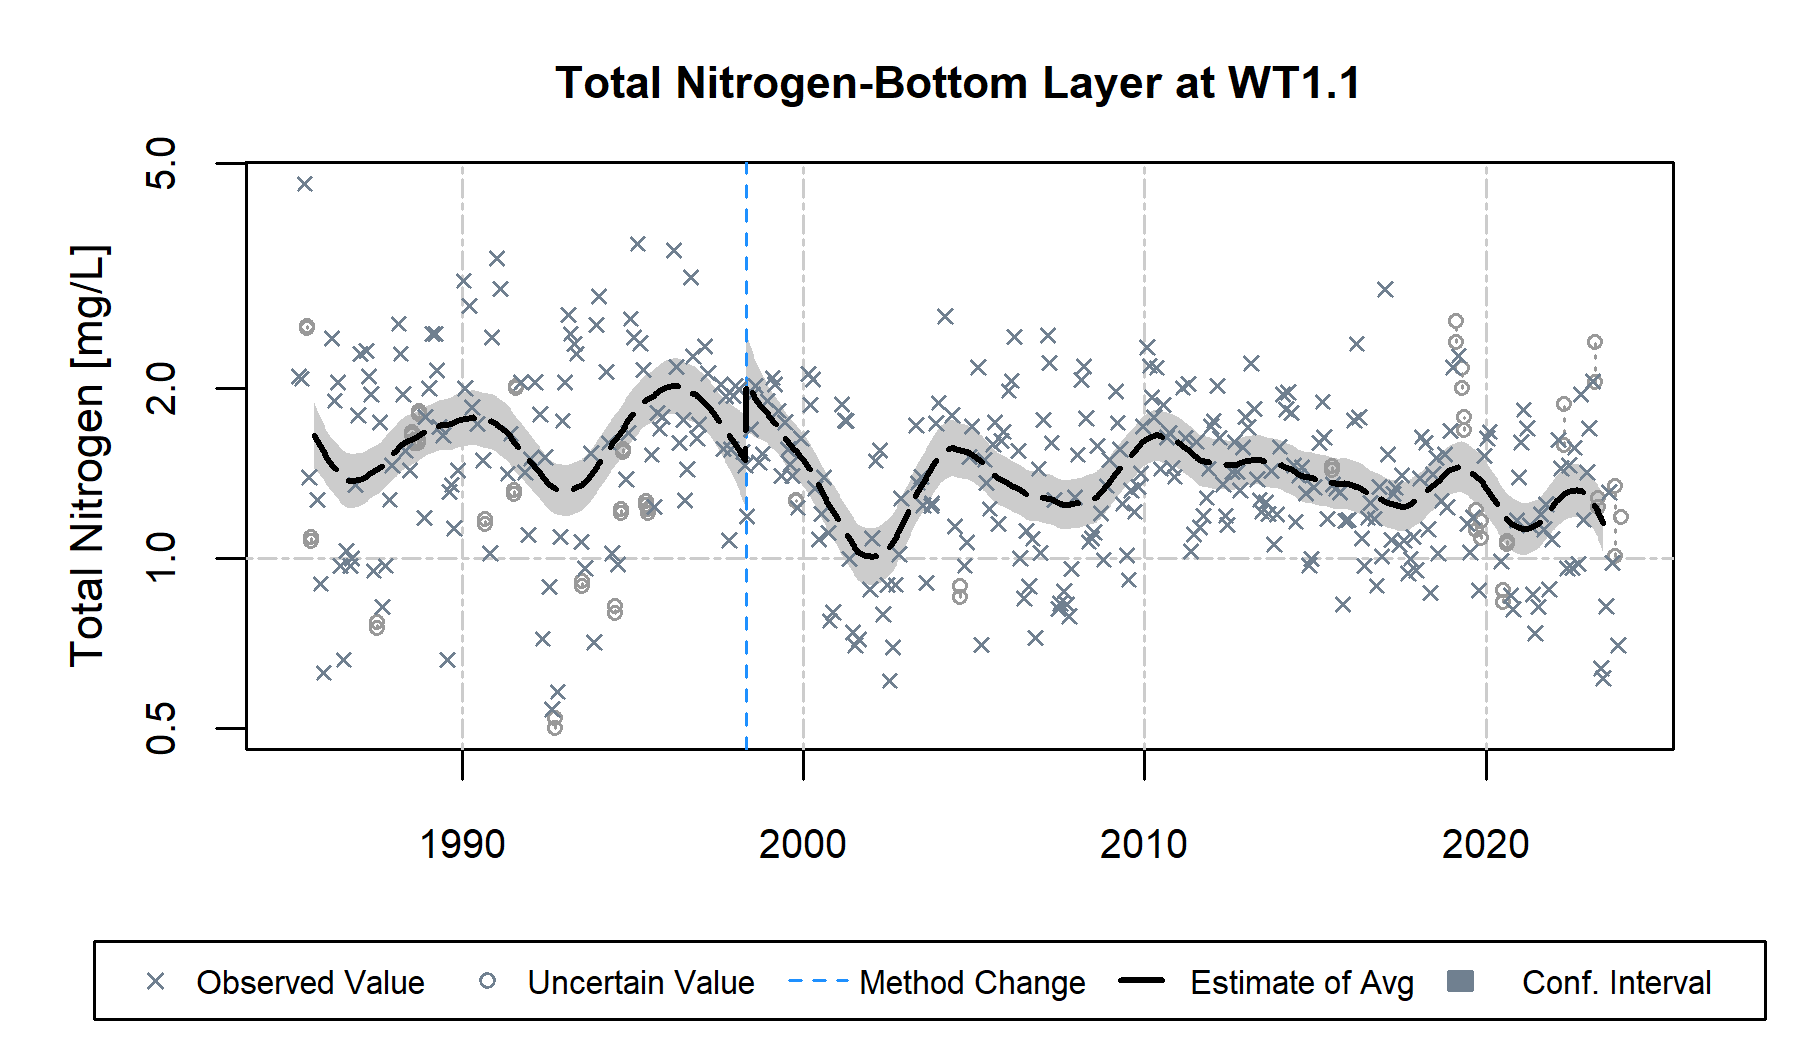 Total Nitrogen-Bottom Layer at WT1.1
Total Nitrogen [mg/L]
5.0
2.0
1.0
0.5
1990 2000 2010 2020
Observed Value Uncertain Value Method Change Estimate of Avg Conf. Interval